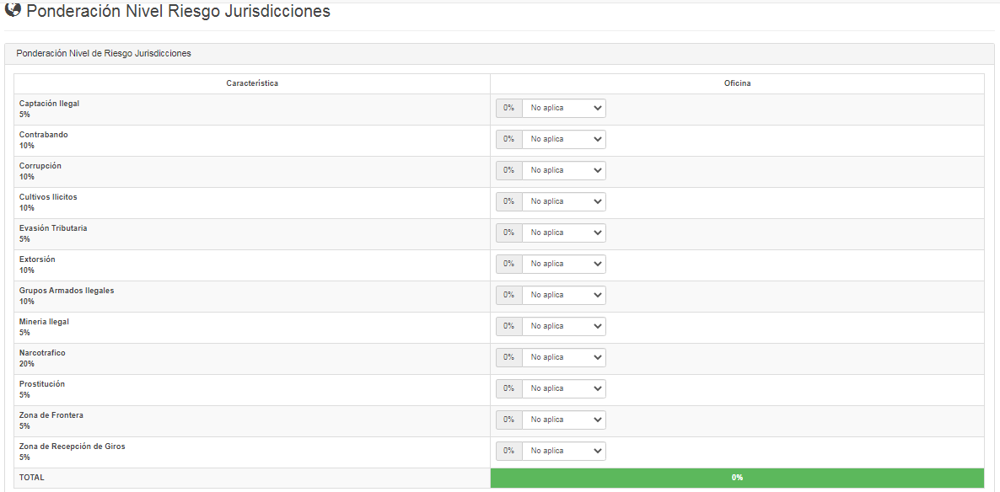 Ponderación Nivel Riesgo Jurisdicciones
Ponderación Nivel de Riesgo Jurisdicciones
Característica Oficina
Captación Ilegal
5%
0% No aplica
Contrabando
10%
0% No aplica
Corrupción
10%
0% No aplica
Cultivos Ilicitos
10%
0% No aplica
Evasión Tributaria
5%
0% No aplica
Extorsión
10%
0% No aplica
Grupos Armados Ilegales
10%
0% No aplica
Mineria Ilegal
5%
0% No aplica
Narcotrafico
20%
0% No aplica
Prostitución
5%
0% No aplica
Zona de Frontera
5%
0% No aplica
Zona de Recepción de Giros
5%
0% No aplica
TOTAL 0%